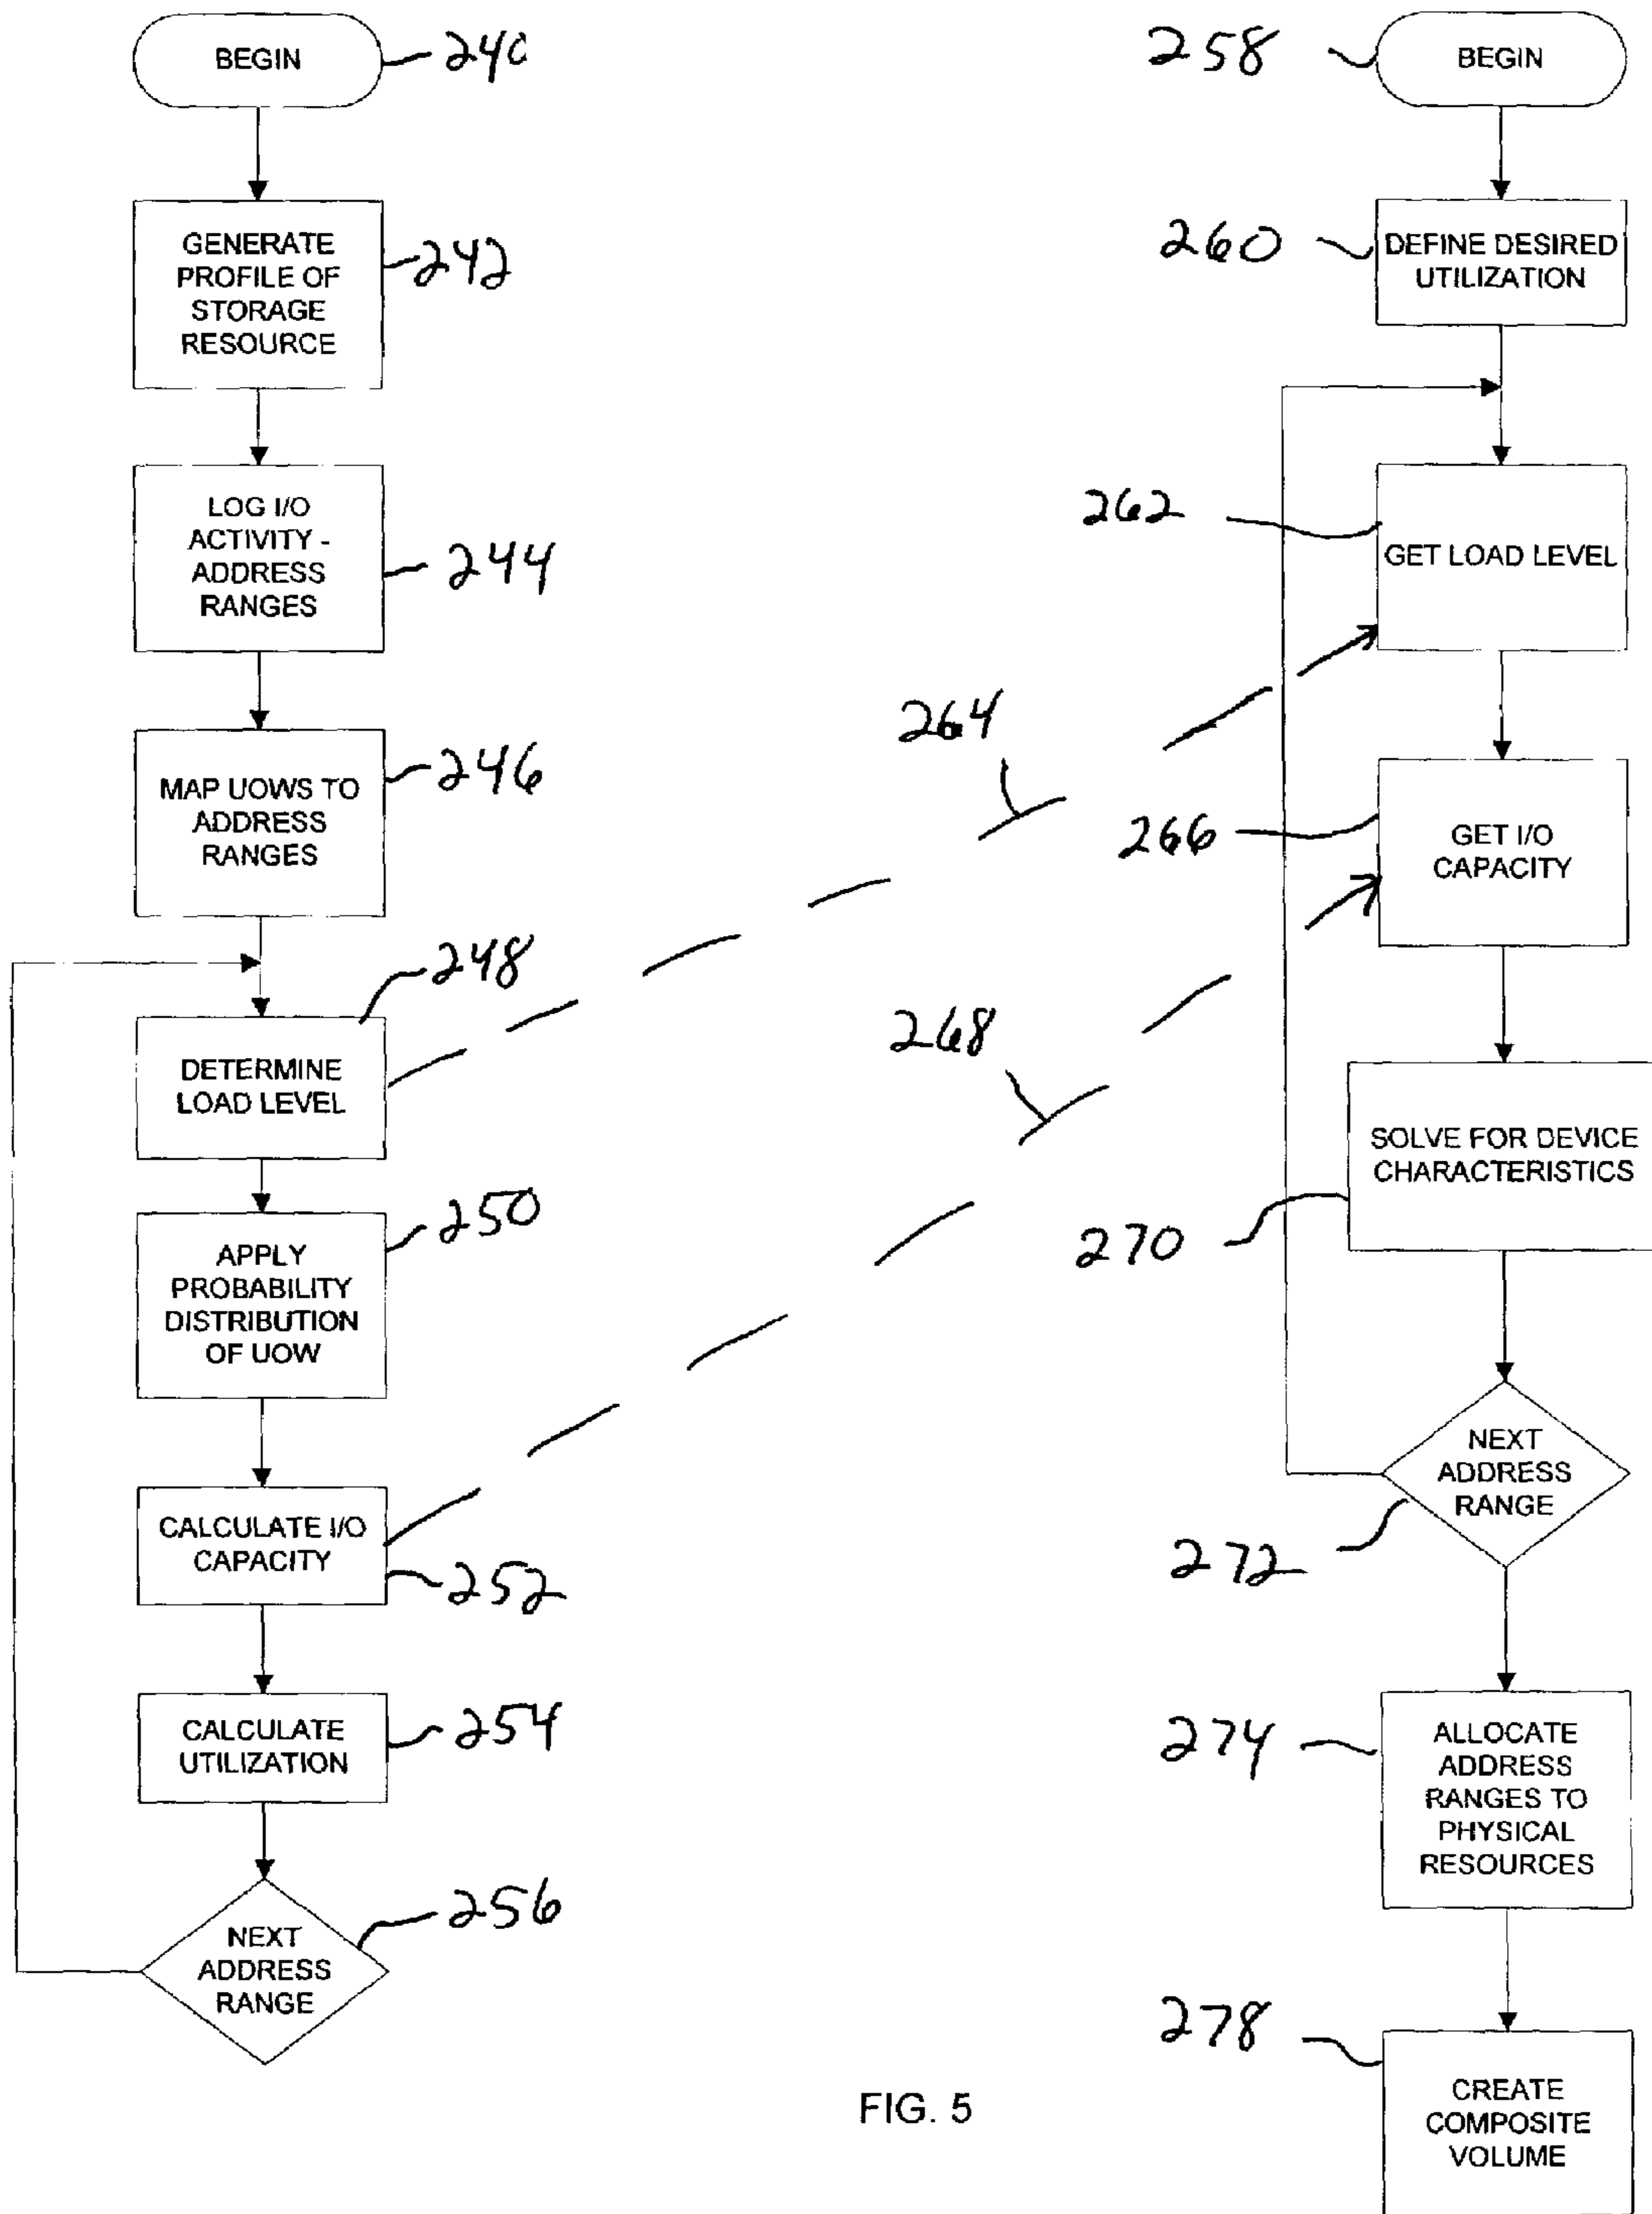 BEGIN
240
GENERATE
PROFILE OF
STORAGE
RESOURCE
242
LOG I/O
ACTIVITY -
ADDRESS
RANGES
244
MAP UOWS TO
ADDRESS
RANGES
246
DETERMINE
LOAD LEVEL
248
APPLY
PROBABILITY
DISTRIBUTION
OF UOW
250
CALCULATE I/O
CAPACITY
252
CALCULATE
UTILIZATION
254
NEXT
ADDRESS
RANGE
256
264
268
258
BEGIN
260
DEFINE DESIRED
UTILIZATION
262
GET LOAD LEVEL
266
GET I/O
CAPACITY
SOLVE FOR DEVICE
CHARACTERISTICS
270
NEXT
ADDRESS
RANGE
272
274
ALLOCATE
ADDRESS
RANGES TO
PHYSICAL
RESOURCES
278
CREATE
COMPOSITE
VOLUME
FIG. 5